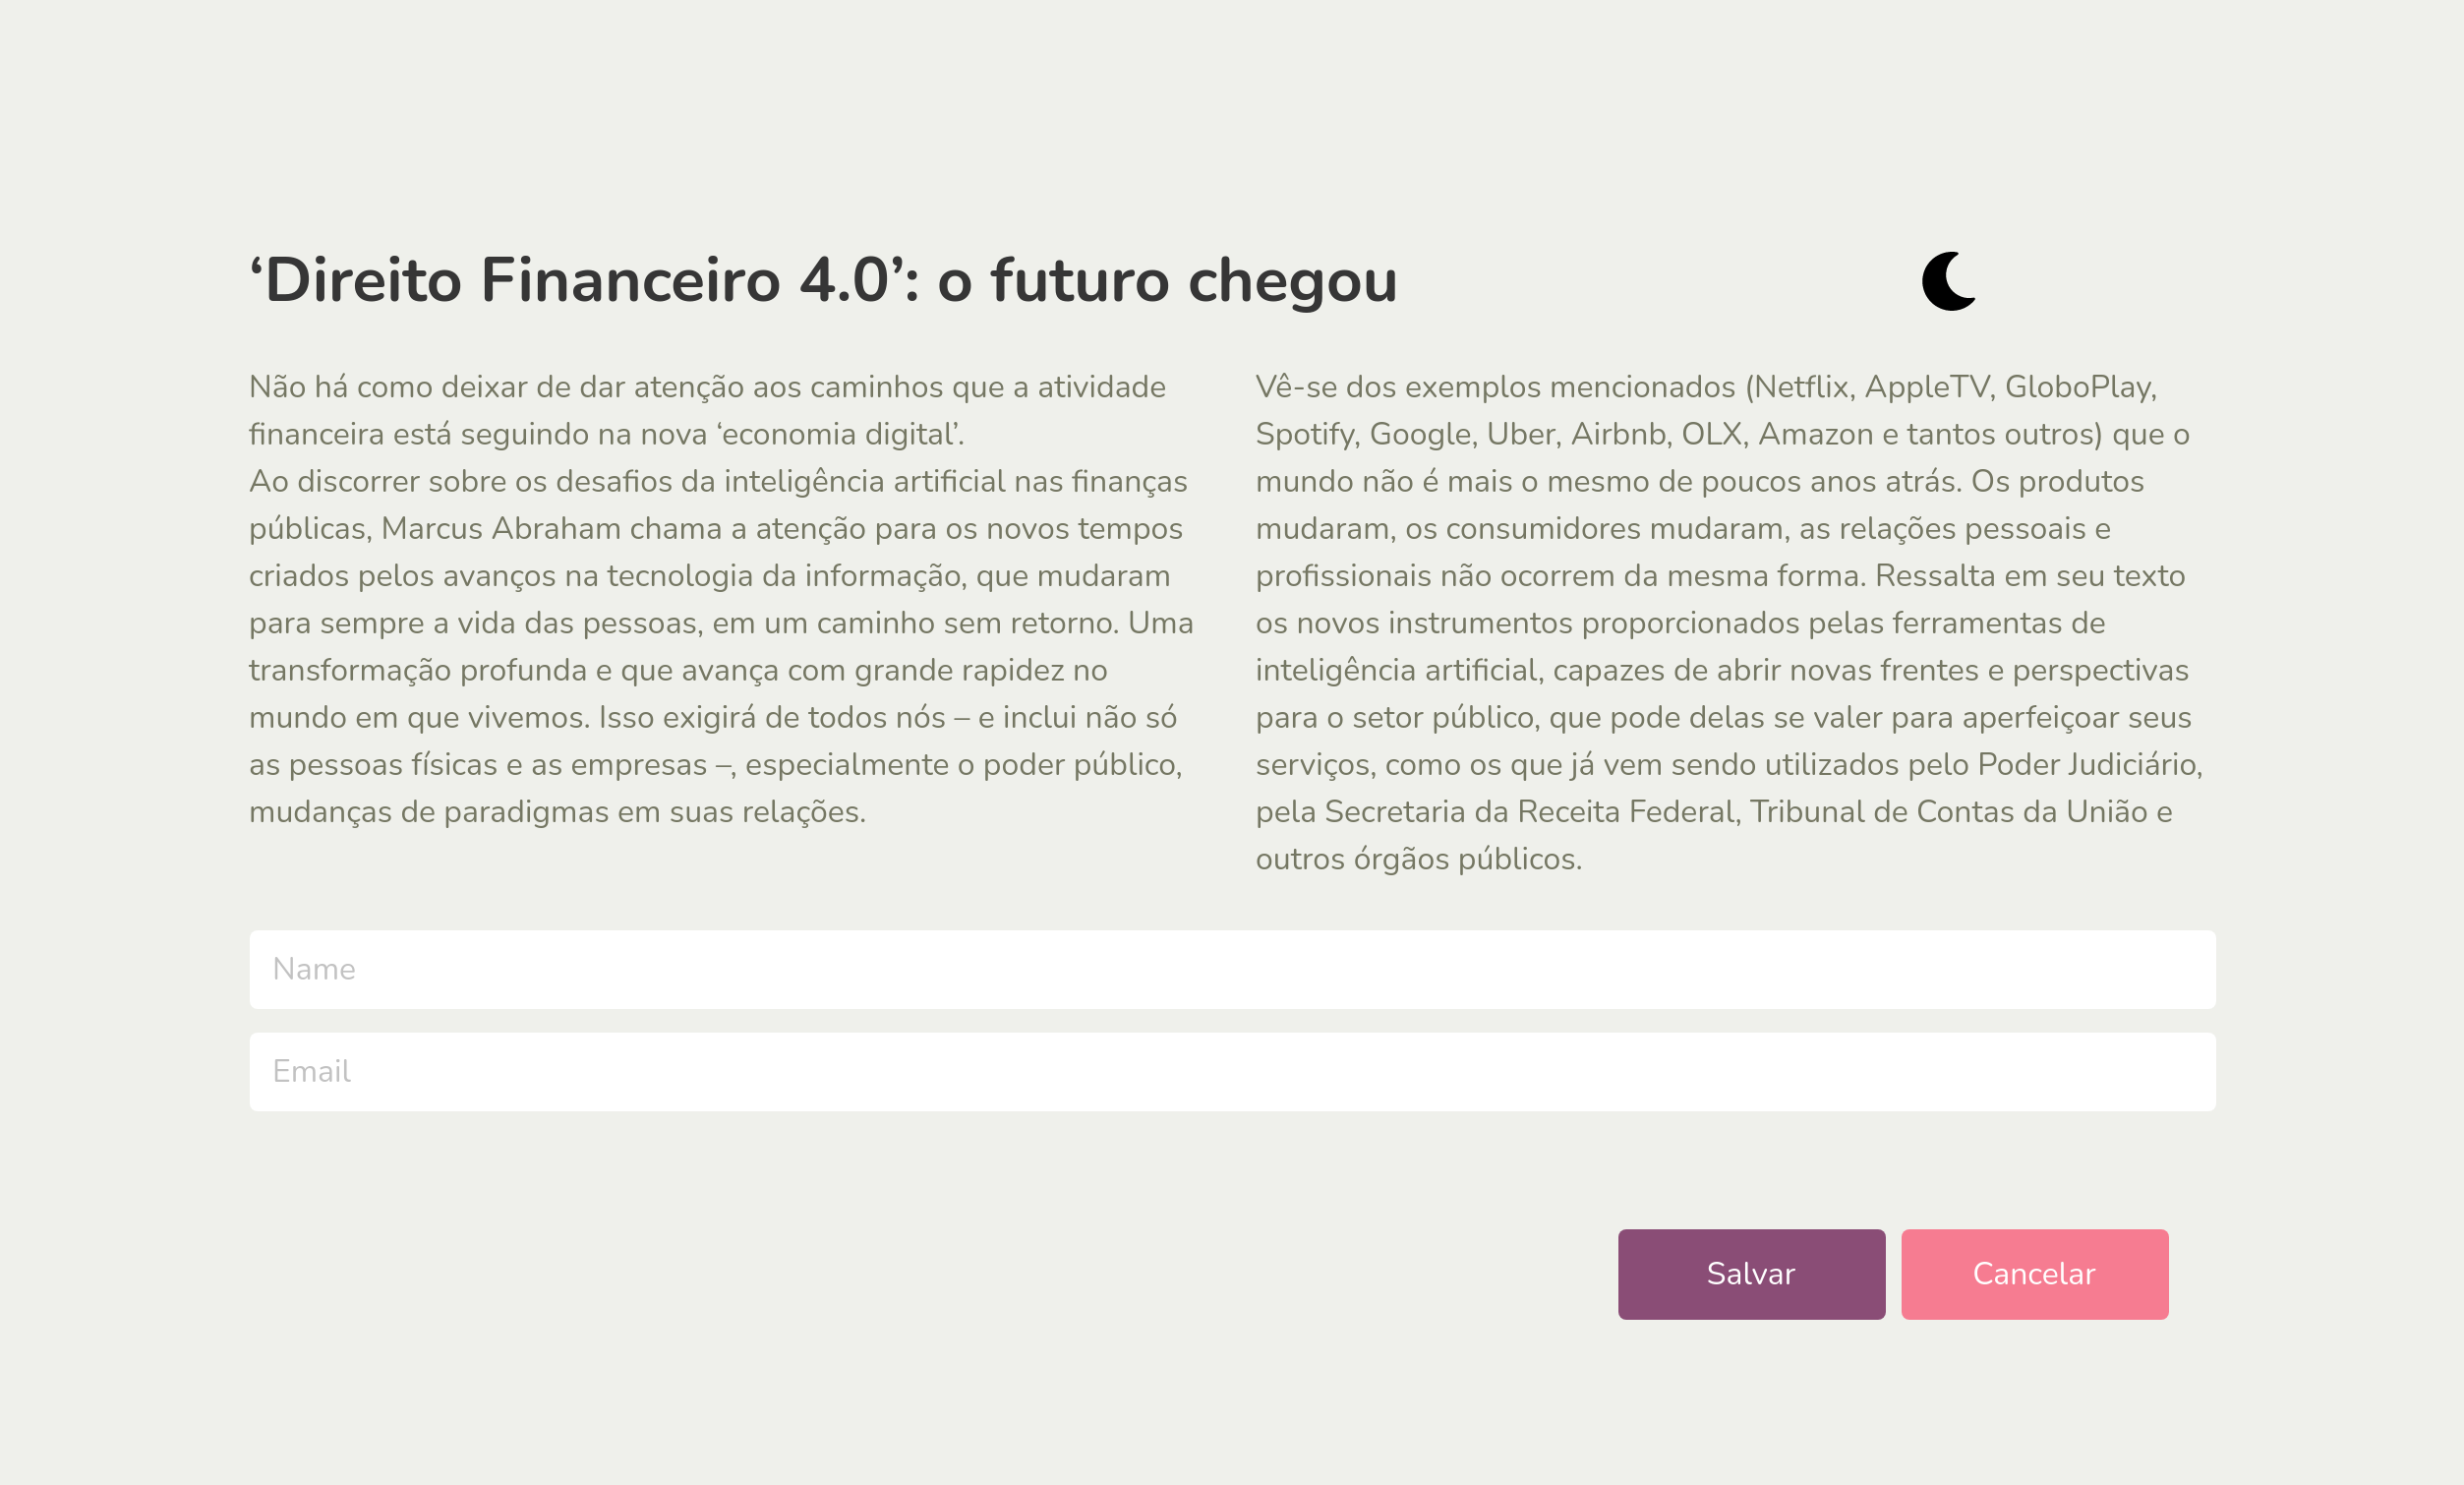 ‘Direito Financeiro 4.0’: o futuro chegou
Não há como deixar de dar atenção aos caminhos que a atividade
financeira está seguindo na nova ‘economia digital’.
Ao discorrer sobre os desafios da inteligência artificial nas finanças
públicas, Marcus Abraham chama a atenção para os novos tempos
criados pelos avanços na tecnologia da informação, que mudaram
para sempre a vida das pessoas, em um caminho sem retorno. Uma
transformação profunda e que avança com grande rapidez no
mundo em que vivemos. Isso exigirá de todos nós – e inclui não só
as pessoas físicas e as empresas –, especialmente o poder público,
mudanças de paradigmas em suas relações.
Vê-se dos exemplos mencionados (Netflix, AppleTV, GloboPlay,
Spotify, Google, Uber, Airbnb, OLX, Amazon e tantos outros) que o
mundo não é mais o mesmo de poucos anos atrás. Os produtos
mudaram, os consumidores mudaram, as relações pessoais e
profissionais não ocorrem da mesma forma. Ressalta em seu texto
os novos instrumentos proporcionados pelas ferramentas de
inteligência artificial, capazes de abrir novas frentes e perspectivas
para o setor público, que pode delas se valer para aperfeiçoar seus
serviços, como os que já vem sendo utilizados pelo Poder Judiciário,
pela Secretaria da Receita Federal, Tribunal de Contas da União e
outros órgãos públicos.
Name
Email
Salvar
Cancelar